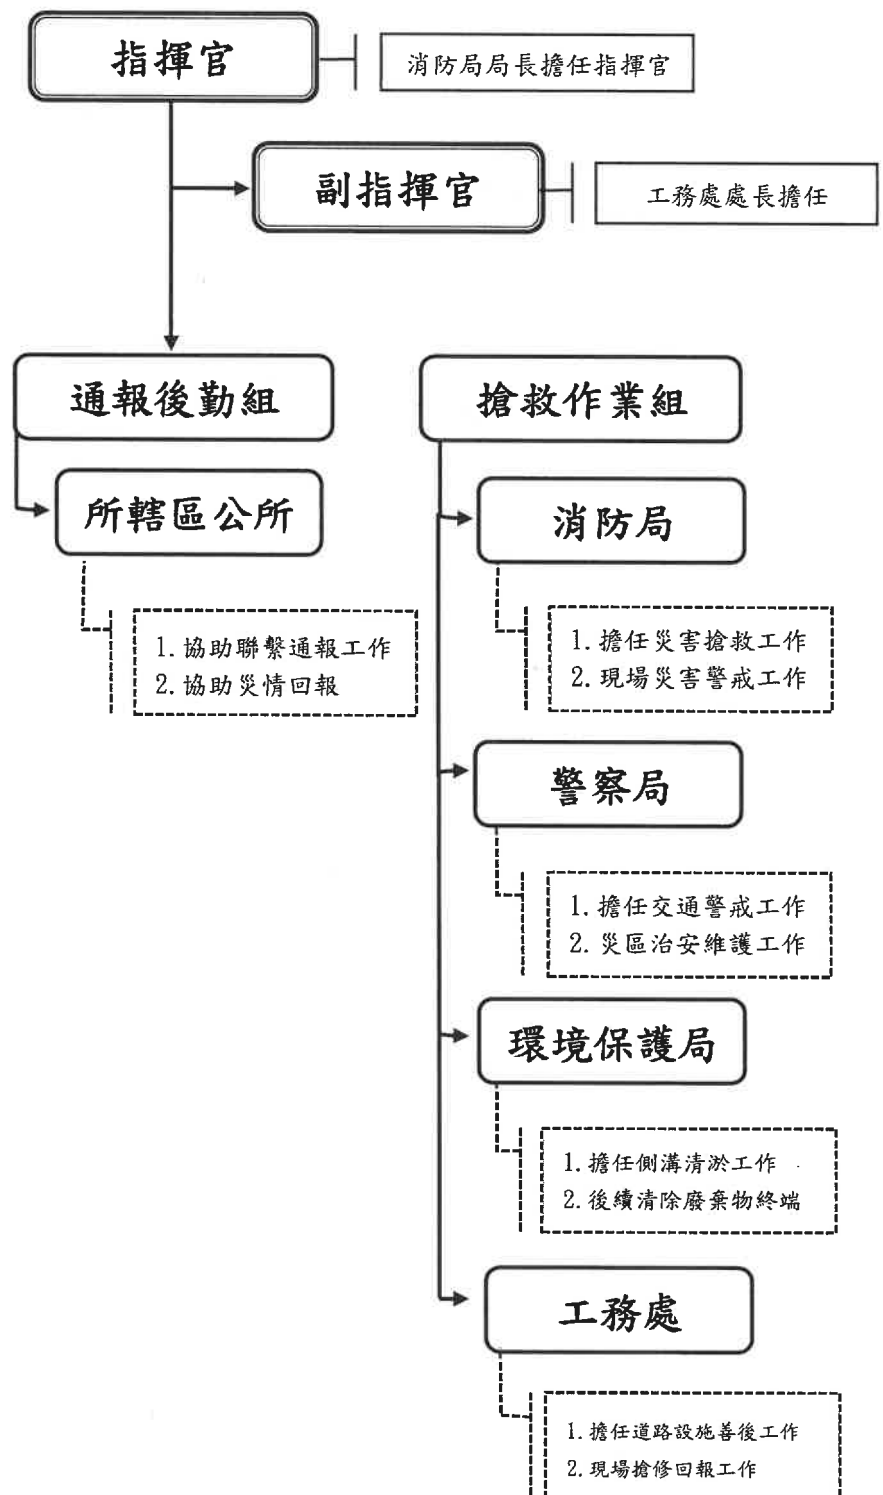 指揮官
消防局局長擔任指揮官
副指揮官
工務處處長擔任
通報後勤組
所轄區公所
1.協助聯繫通報工作
2.協助災情回報
搶救作業組
消防局
1.擔任災害搶救工作
2.現場災害警戒工作
警察局
1.擔任交通警戒工作
2.災區治安維護工作
環境保護局
1.擔任側溝清淤工作
2.後續清除廢棄物終端
工務處
1.擔任道路設施善後工作
2.現場搶修回報工作